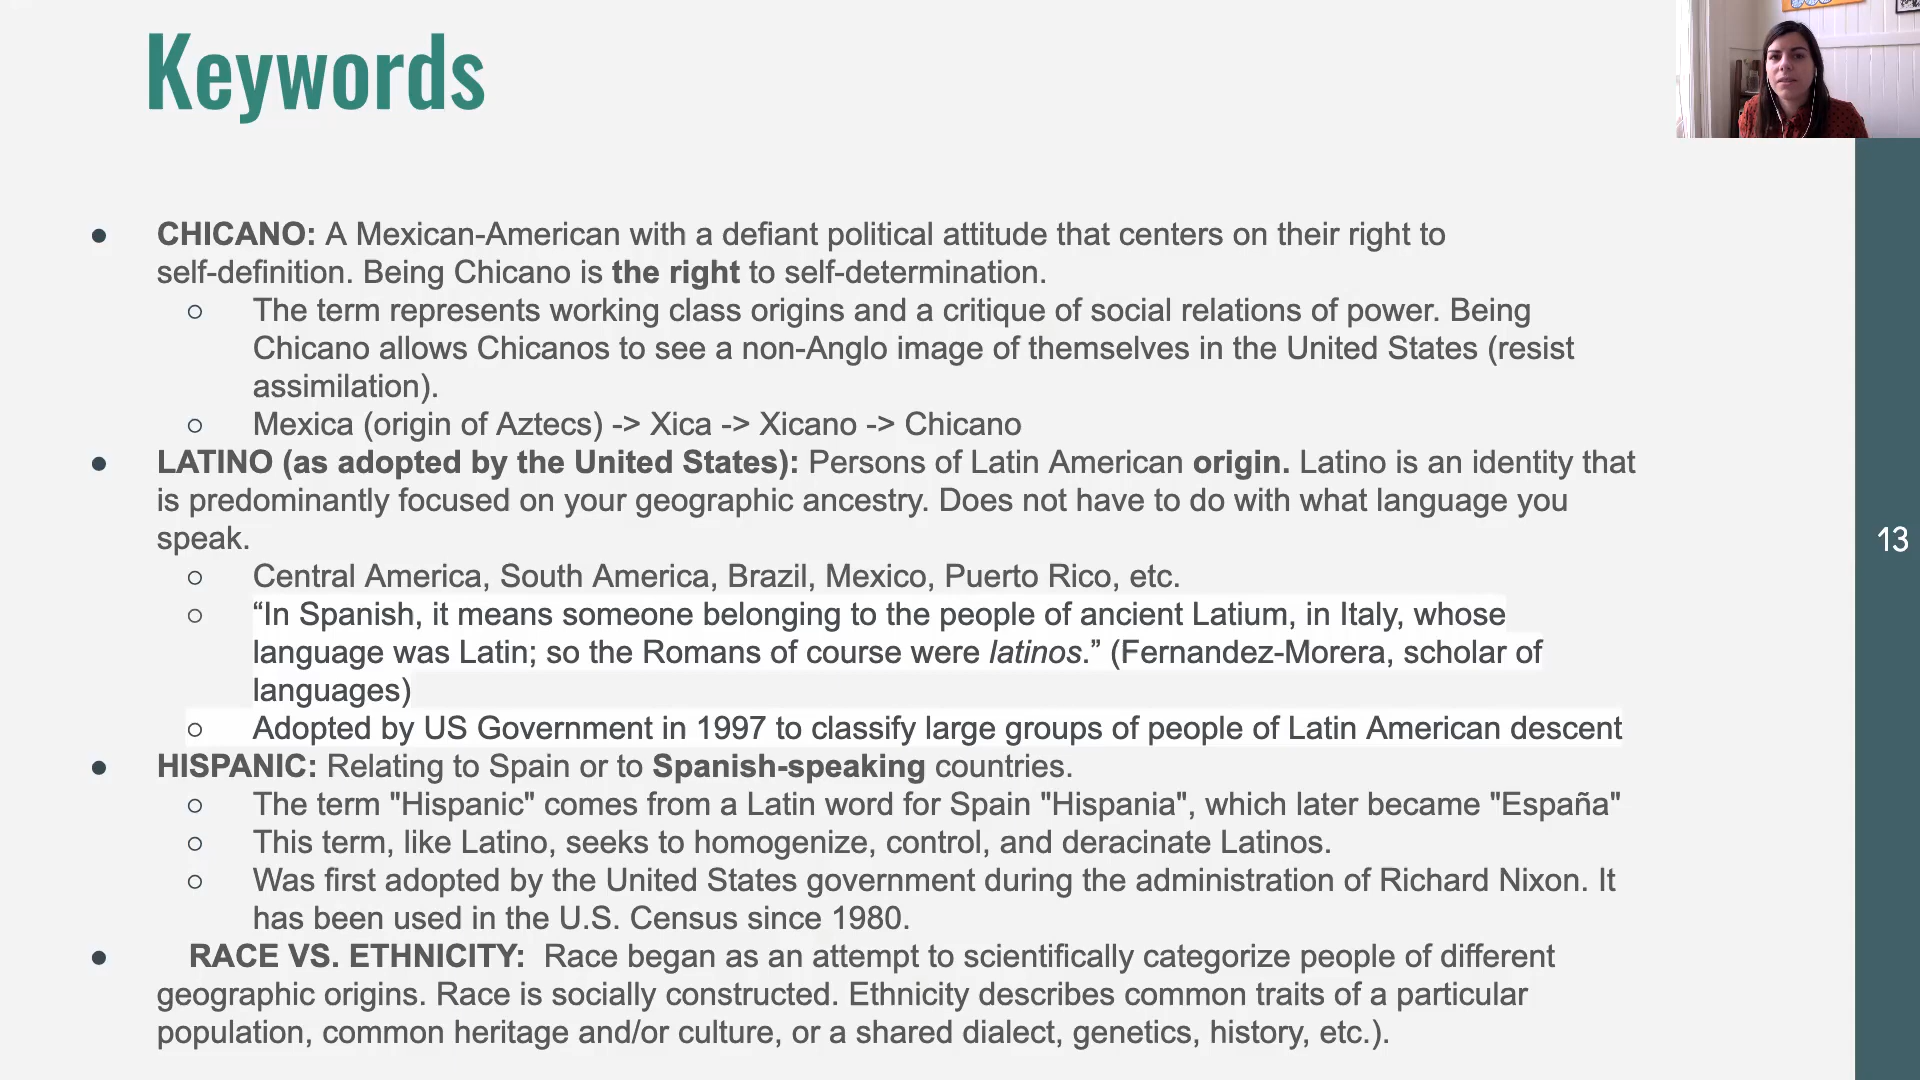 Keywords
● CHICANO: A Mexican-American with a defiant political attitude that centers on their right to
self-definition. Being Chicano is the right to self-determination.
○ The term represents working class origins and a critique of social relations of power. Being
Chicano allows Chicanos to see a non-Anglo image of themselves in the United States (resist
assimilation).
○ Mexica (origin of Aztecs) -> Xica -> Xicano -> Chicano
● LATINO (as adopted by the United States): Persons of Latin American origin. Latino is an identity that
is predominantly focused on your geographic ancestry. Does not have to do with what language you
speak.
○ Central America, South America, Brazil, Mexico, Puerto Rico, etc.
○ “In Spanish, it means someone belonging to the people of ancient Latium, in Italy, whose
language was Latin; so the Romans of course were latinos.” (Fernandez-Morera, scholar of
languages)
○ Adopted by US Government in 1997 to classify large groups of people of Latin American descent
● HISPANIC: Relating to Spain or to Spanish-speaking countries.
○ The term "Hispanic" comes from a Latin word for Spain "Hispania", which later became "España"
○ This term, like Latino, seeks to homogenize, control, and deracinate Latinos.
○ Was first adopted by the United States government during the administration of Richard Nixon. It
has been used in the U.S. Census since 1980.
● RACE VS. ETHNICITY: Race began as an attempt to scientifically categorize people of different
geographic origins. Race is socially constructed. Ethnicity describes common traits of a particular
population, common heritage and/or culture, or a shared dialect, genetics, history, etc.).
13